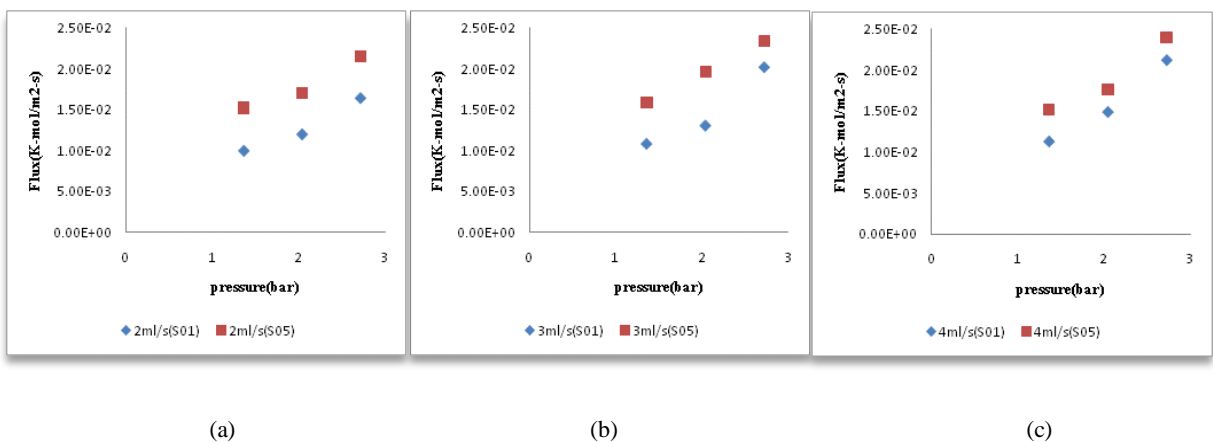 2.50E-02
2.00E-02
1.50E-02
1.00E-02
5.00E-03
0.00E+00
Flux(K-mol/m2-s)
0 1 2 3
pressure(bar)
2ml/s(S01) 2ml/s(S05)
2.50E-02
2.00E-02
1.50E-02
1.00E-02
5.00E-03
0.00E+00
Flux(K-mol/m2-s)
0 1 2 3
pressure(bar)
3ml/s(S01) 3ml/s(S05)
2.50E-02
2.00E-02
1.50E-02
1.00E-02
5.00E-03
0.00E+00
Flux(K-mol/m2-s)
0 1 2 3
pressure(bar)
4ml/s(S01) 4ml/s(S05)
(a) (b) (c)